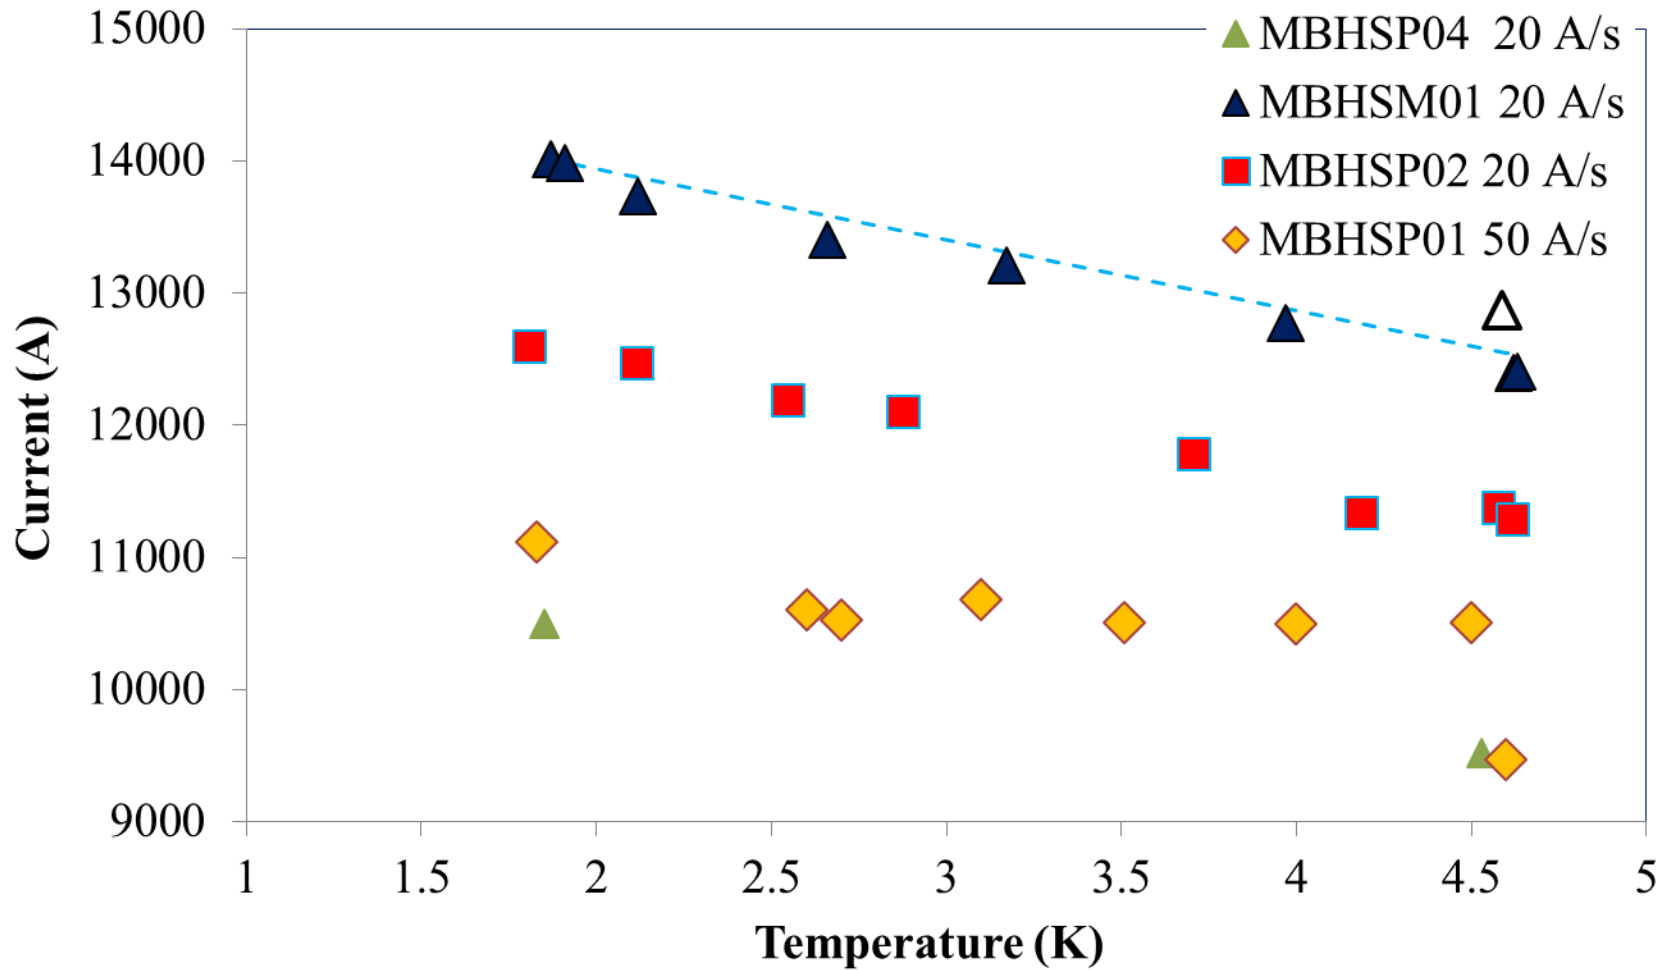 15000
14000
13000
12000
11000
10000
9000
Current (A)
1 1.5 2 2.5 3 3.5 4 4.5 5
Temperature (K)
MBHSP04 20 A/s
MBHSM01 20 A/s
MBHSP02 20 A/s
MBHSP01 50 A/s